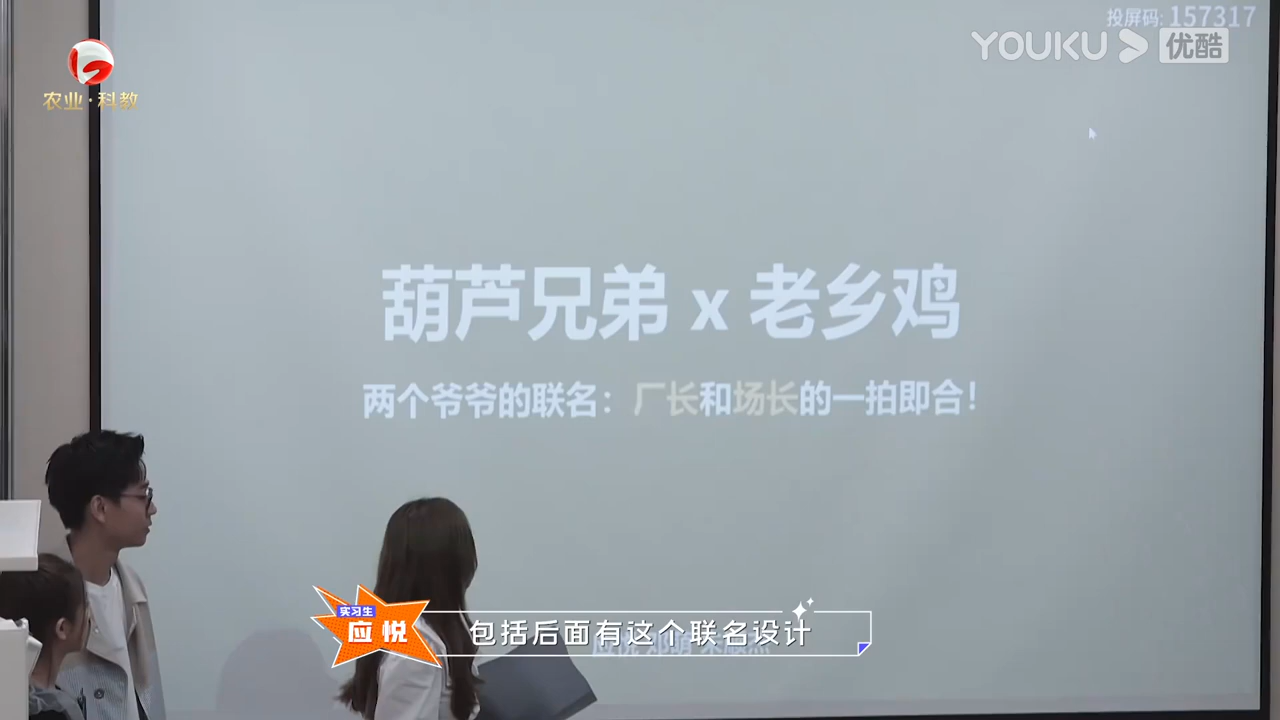 投屏码: 157317
YOUKU 优酷
农业·科教
葫芦兄弟 x 老乡鸡
两个爷爷的联名：厂长和场长的一拍即合！
实习生
应悦
包括后面有这个联名设计